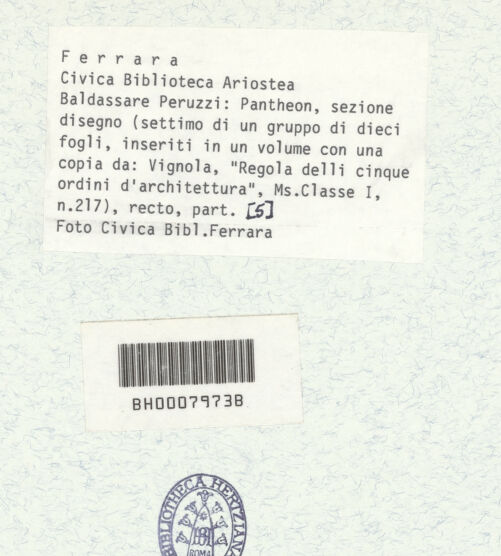 F e r r a r a
Civica Biblioteca Ariostea
Baldassare Peruzzi: Pantheon, sezione
disegno (settimo di un gruppo di dieci
fogli, inseriti in un volume con una
copia da: Vignola, "Regola delli cinque
ordini d'architettura", Ms.Classe I,
n.217), recto, part. [5]
Foto Civica Bibl.Ferrara
BH0007973B
BIBLIOTHECA HERTZIANA
BH
ROMA